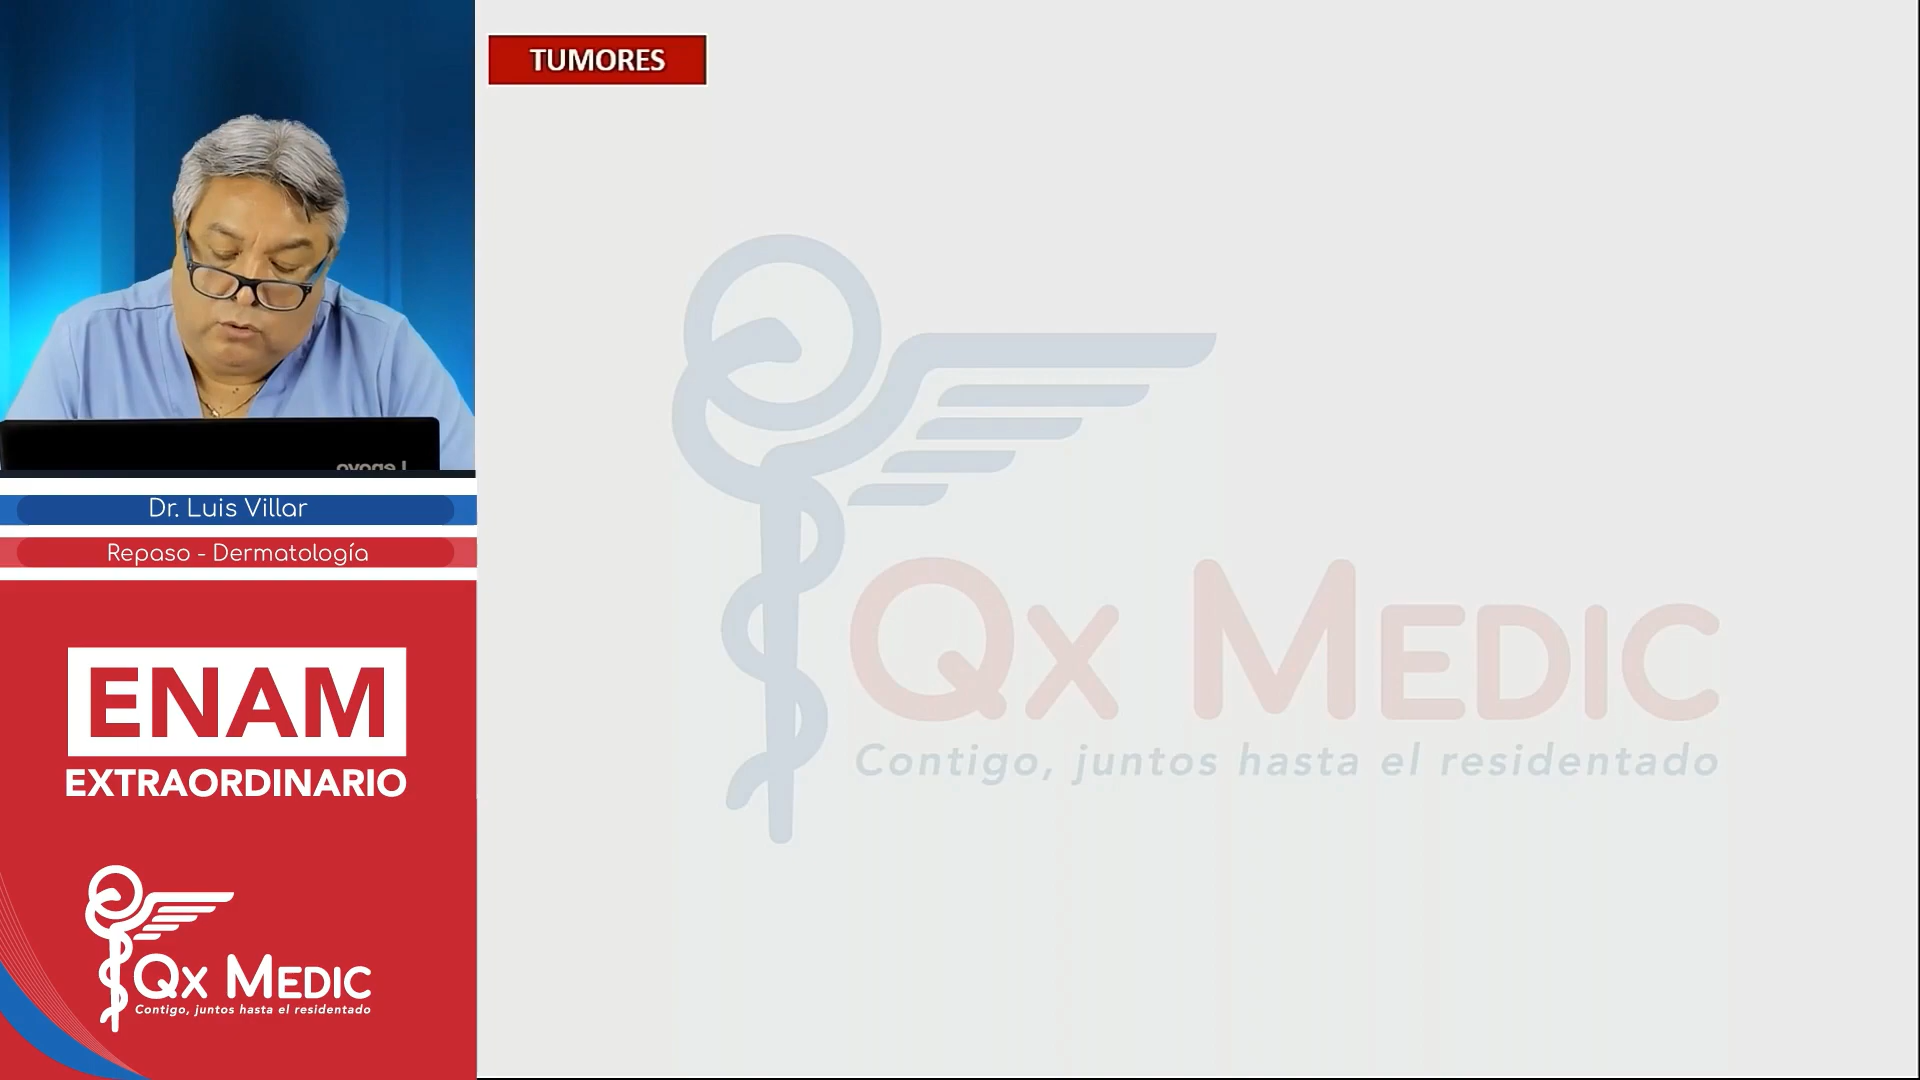 TUMORES
Qx MEDIC
Contigo, juntos hasta el residentado
Lenovo
Dr. Luis Villar
Repaso - Dermatología
ENAM
EXTRAORDINARIO
Qx MEDIC
Contigo, juntos hasta el residentado